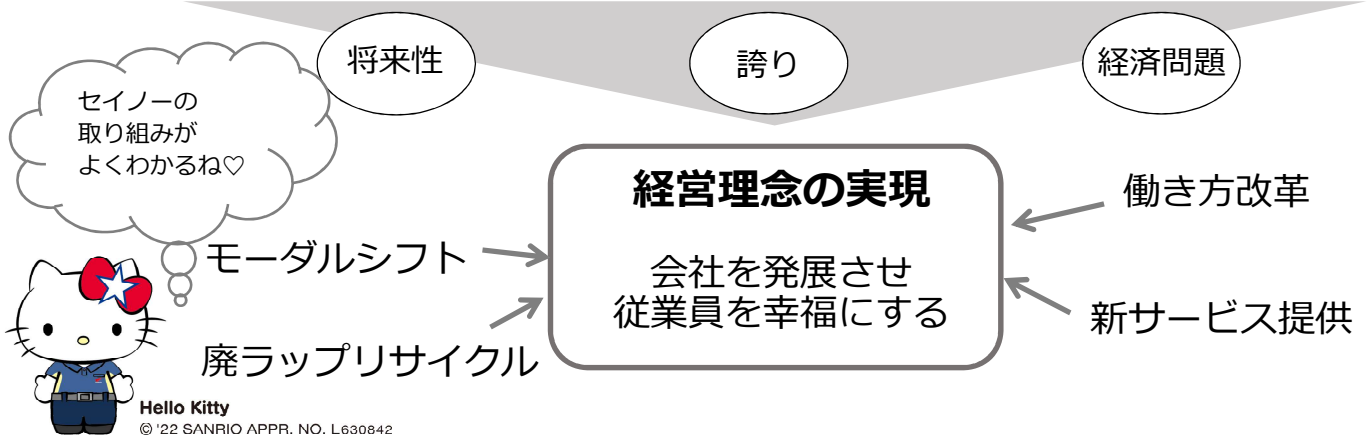 将来性
誇り
経済問題
セイノーの
取り組みが
よくわかるね♡
経営理念の実現
会社を発展させ
従業員を幸福にする
モーダルシフト
廃ラップリサイクル
働き方改革
新サービス提供
Hello Kitty
© '22 SANRIO APPR. NO. L630842